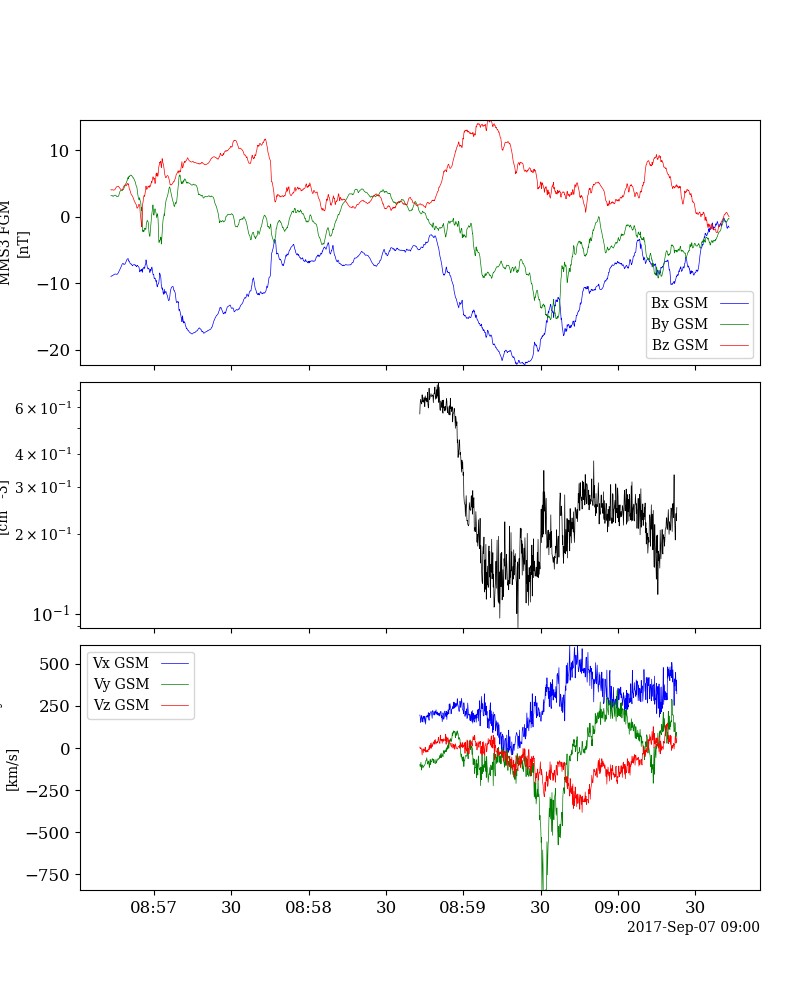 10
0
−10
−20
MMS3 FGM
[nT]
Bx GSM
By GSM
Bz GSM
6 × 10⁻¹
4 × 10⁻¹
3 × 10⁻¹
2 × 10⁻¹
10⁻¹
Vx GSM
Vy GSM
Vz GSM
500
250
0
−250
−500
−750
[km/s]
08:57 30 08:58 30 08:59 30 09:00 30
2017-Sep-07 09:00